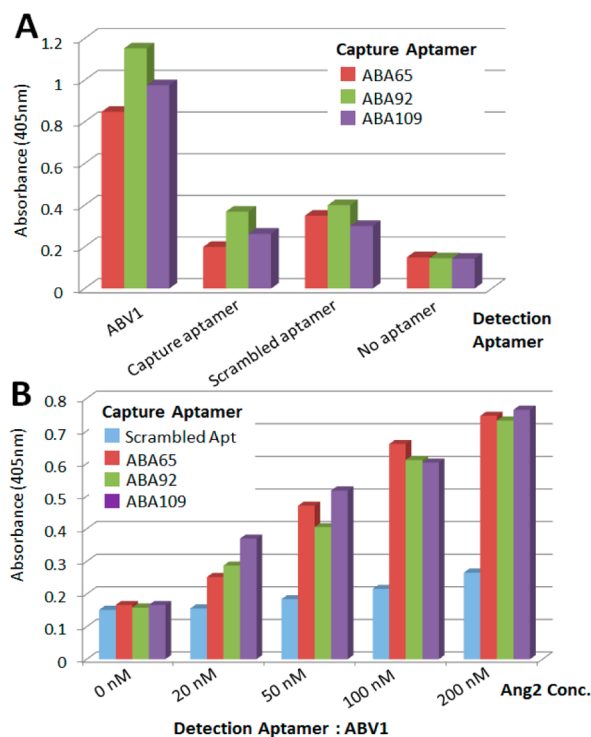 A
1.2
1
0.8
0.6
0.4
0.2
0
Absorbance (405nm)
Capture Aptamer
ABA65
ABA92
ABA109
ABV1
Capture aptamer
Scrambled aptamer
No aptamer
Detection
Aptamer
B
0.8
0.7
0.6
0.5
0.4
0.3
0.2
0.1
0
Absorbance (405nm)
Capture Aptamer
Scrambled Apt
ABA65
ABA92
ABA109
0 nM
20 nM
50 nM
100 nM
200 nM
Ang2 Conc.
Detection Aptamer : ABV1